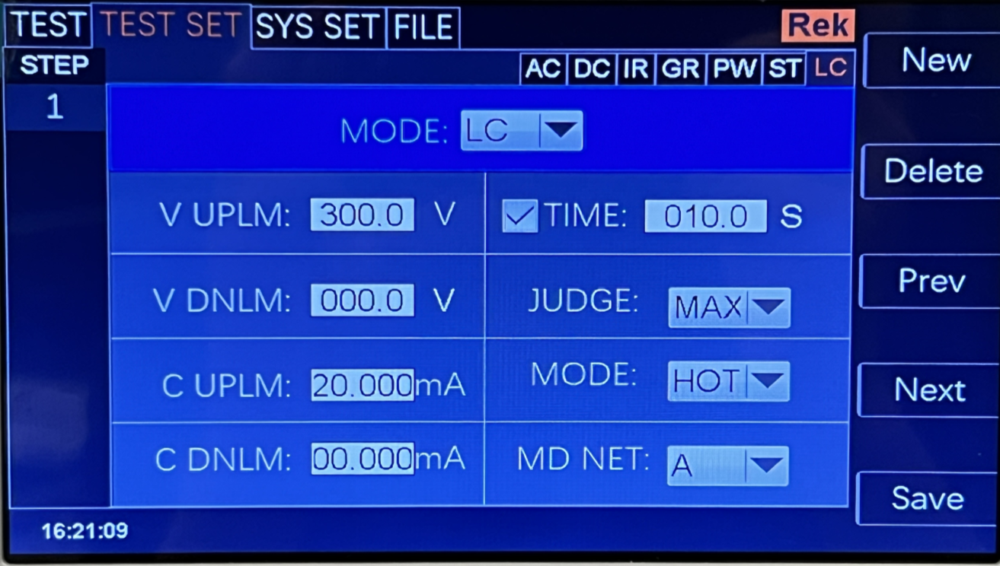 TEST TEST SET SYS SET FILE Rek
STEP AC DC IR GR PW ST LC New
1 MODE: LC
Delete
V UPLM: 300.0 V TIME: 010.0 S
V DNLM: 000.0 V JUDGE: MAX Prev
C UPLM: 20.000mA MODE: HOT Next
C DNLM: 00.000mA MD NET: A
Save
16:21:09